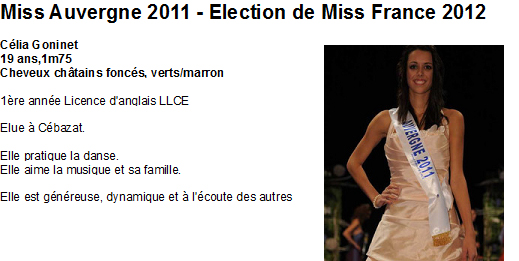 Miss Auvergne 2011 - Election de Miss France 2012
Célia Goninet
19 ans,1m75
Cheveux châtains foncés, verts/marron
1ère année Licence d'anglais LLCE
Elue à Cébazat.
Elle pratique la danse.
Elle aime la musique et sa famille.
Elle est généreuse, dynamique et à l'écoute des autres
AUVERGNE 2011